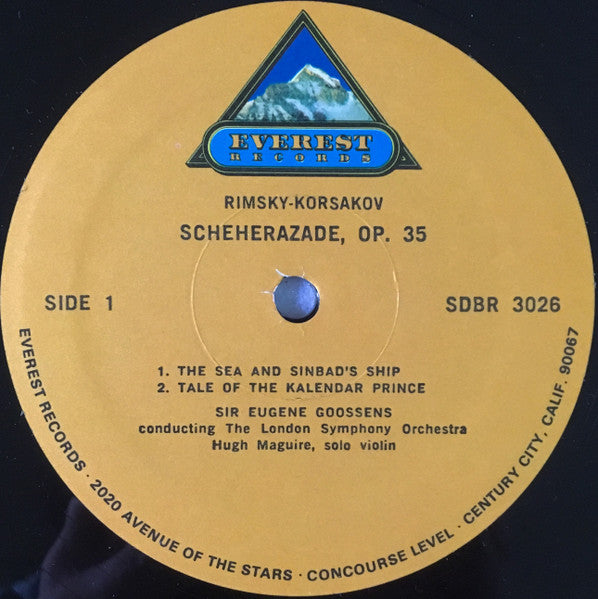 EVEREST
RECORDS
RIMSKY-KORSAKOV
SCHEHERAZADE, OP. 35
SIDE 1
SDBR 3026
1. THE SEA AND SINBAD'S SHIP
2. TALE OF THE KALENDAR PRINCE
SIR EUGENE GOOSSENS
conducting The London Symphony Orchestra
Hugh Maguire, solo violin
EVEREST RECORDS · 2020 AVENUE OF THE STARS · CONCOURSE LEVEL · CENTURY CITY, CALIF. 90067